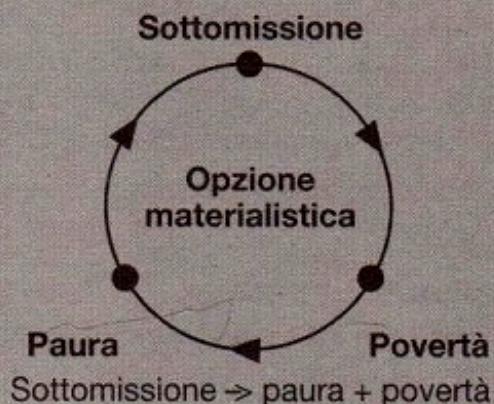 Sottomissione
Opzione
materialistica
Paura
Povertà
Sottomissione -> paura + povertà